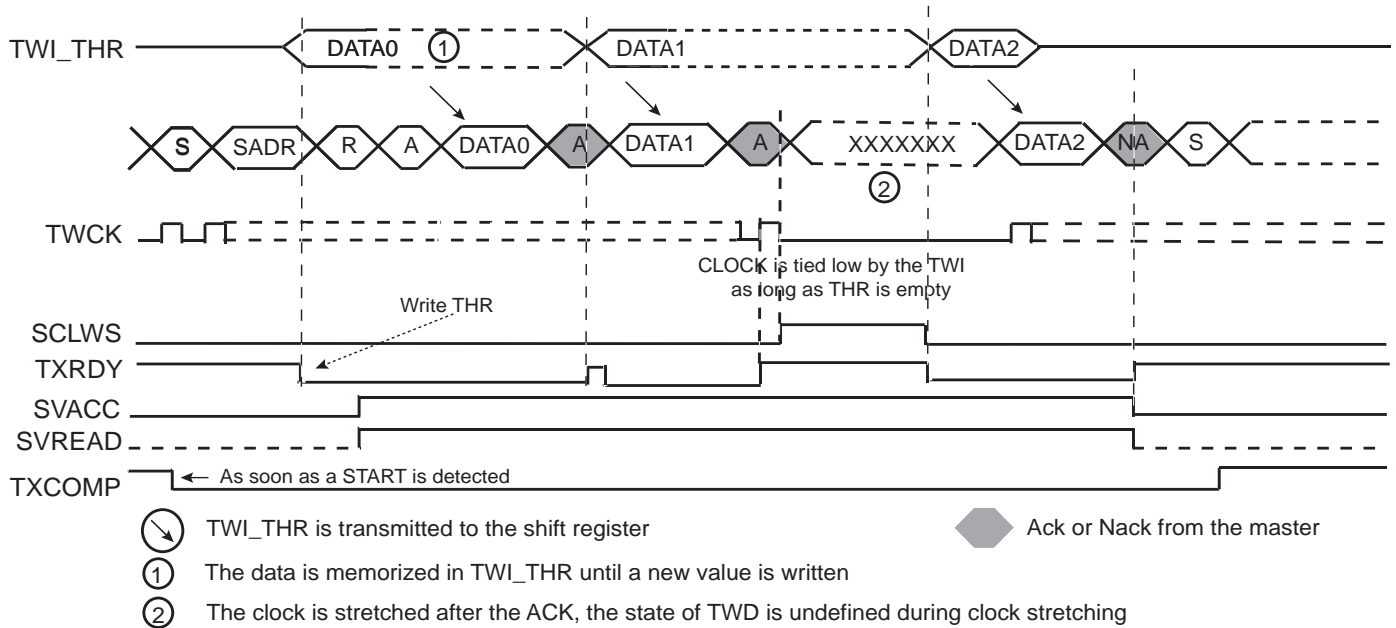 TWI_THR DATA0 1 DATA1 DATA2
S SADR R A DATA0 A DATA1 A XXXXXXX DATA2 NA S
2
TWCK
CLOCK is tied low by the TWI
as long as THR is empty
Write THR
SCLWS
TXRDY
SVACC
SVREAD
As soon as a START is detected
TXCOMP
TWI_THR is transmitted to the shift register
Ack or Nack from the master
1 The data is memorized in TWI_THR until a new value is written
2 The clock is stretched after the ACK, the state of TWD is undefined during clock stretching